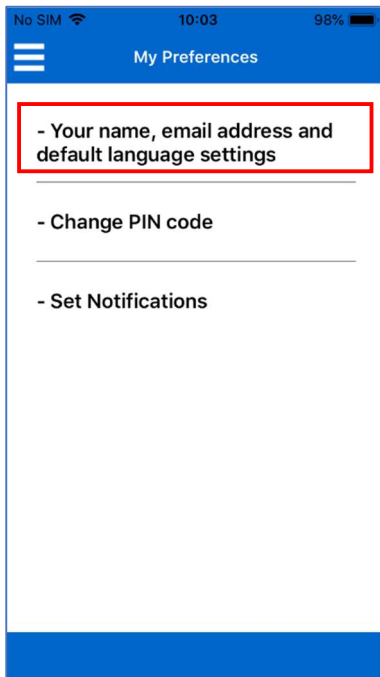 No SIM 10:03 98%
My Preferences
- Your name, email address and
default language settings
- Change PIN code
- Set Notifications